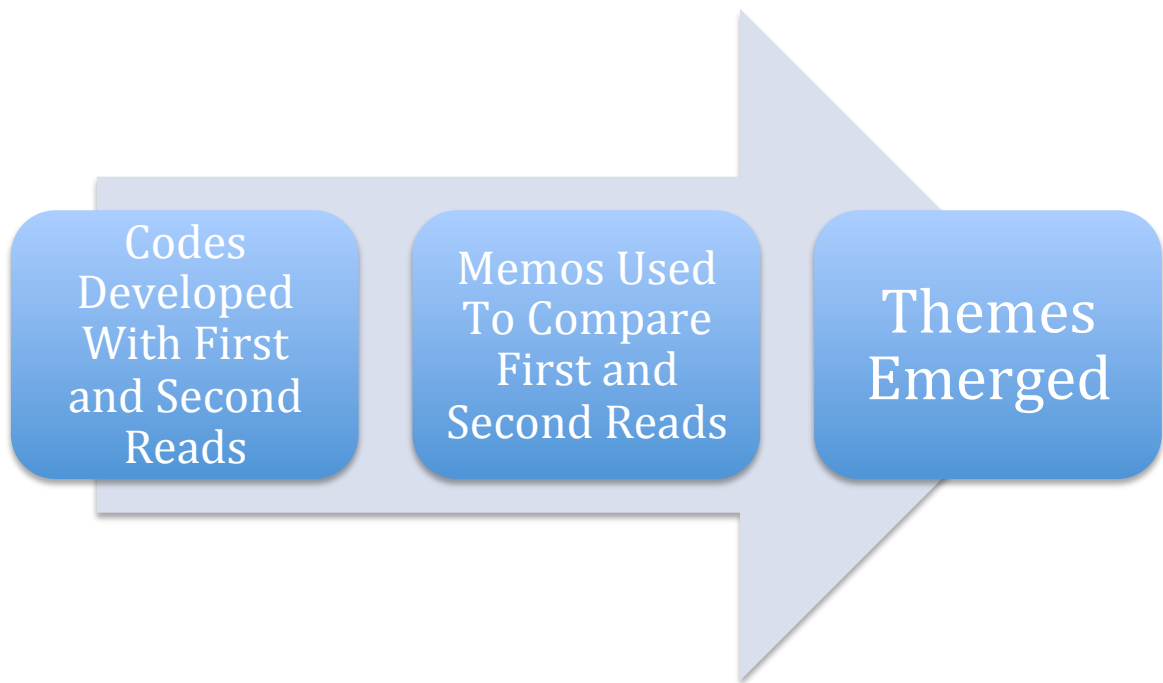 Codes
Developed
With First
and Second
Reads
Memos Used
To Compare
First and
Second Reads
Themes
Emerged